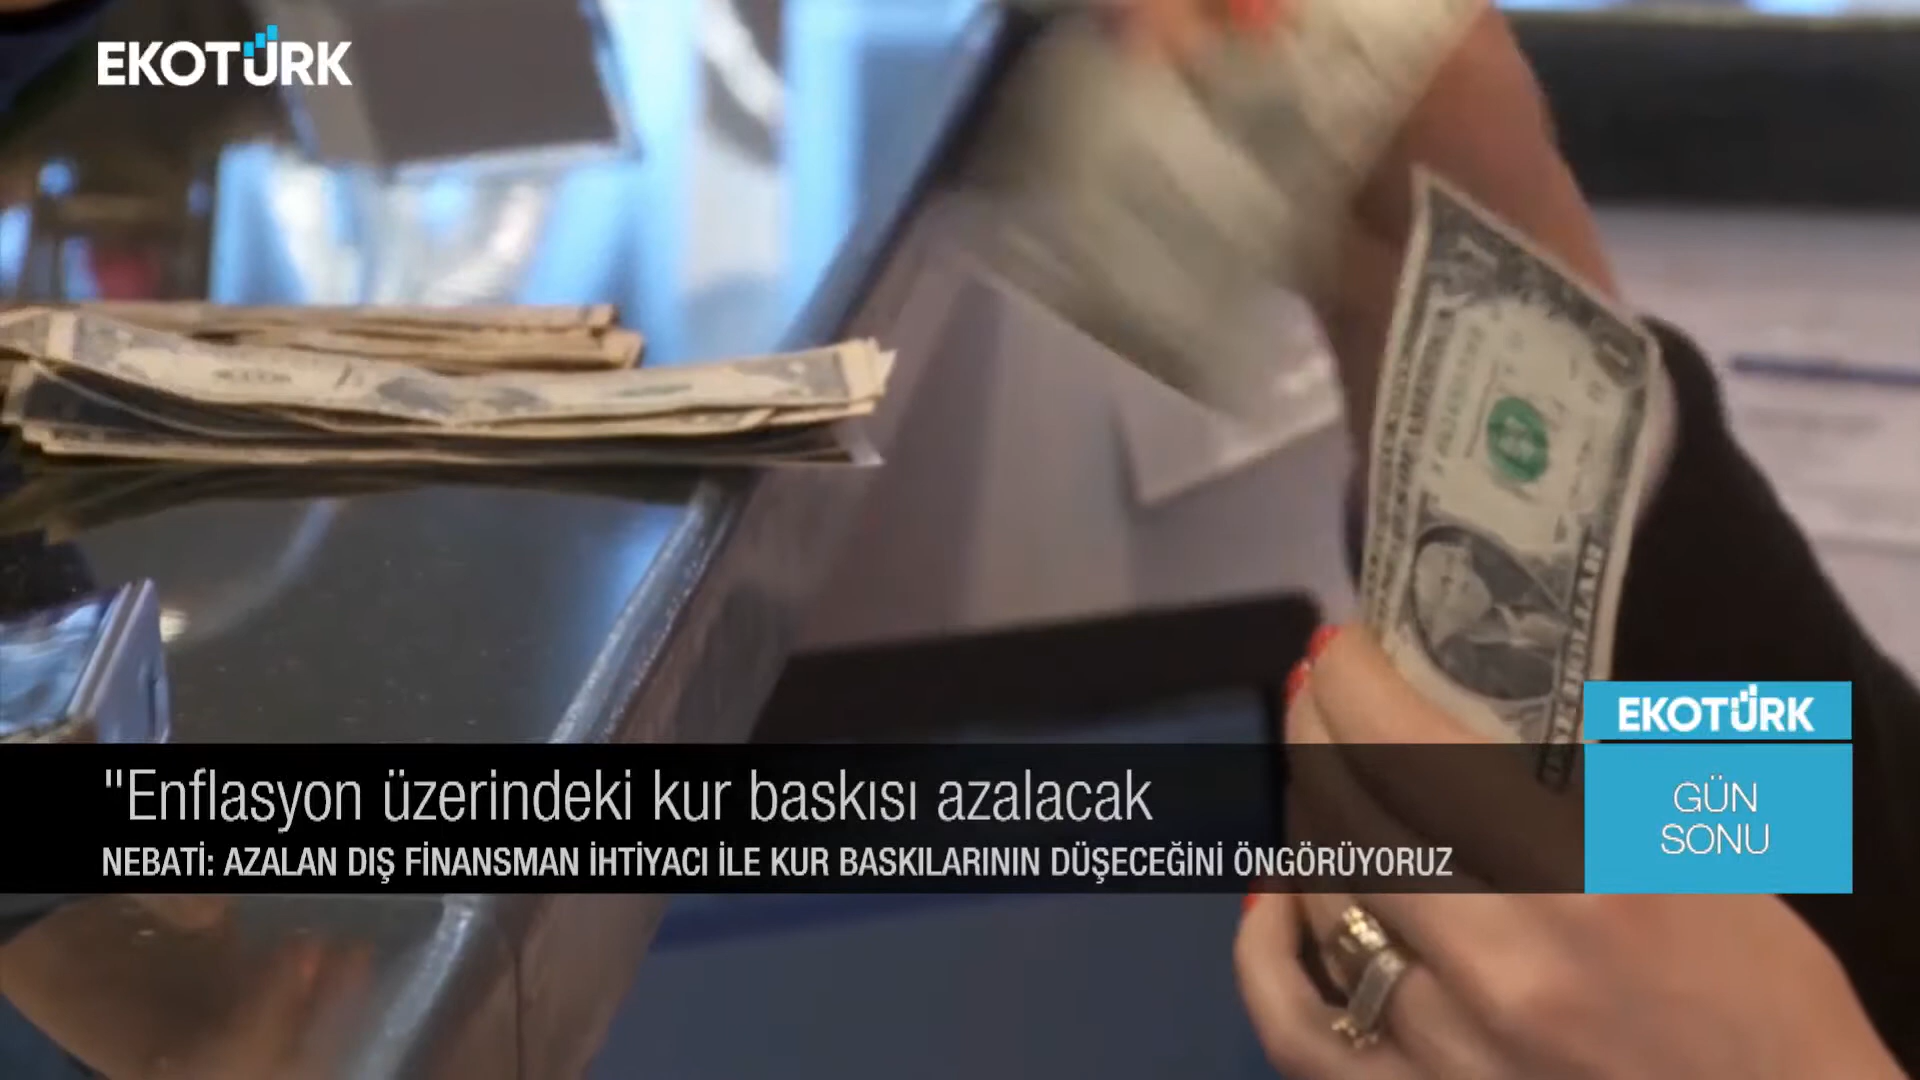 EKOTÜRK
EKOTÜRK
"Enflasyon üzerindeki kur baskısı azalacak
NEBATİ: AZALAN DIŞ FİNANSMAN İHTİYACI İLE KUR BASKILARININ DÜŞECEĞİNİ ÖNGÖRÜYORUZ
GÜN
SONU